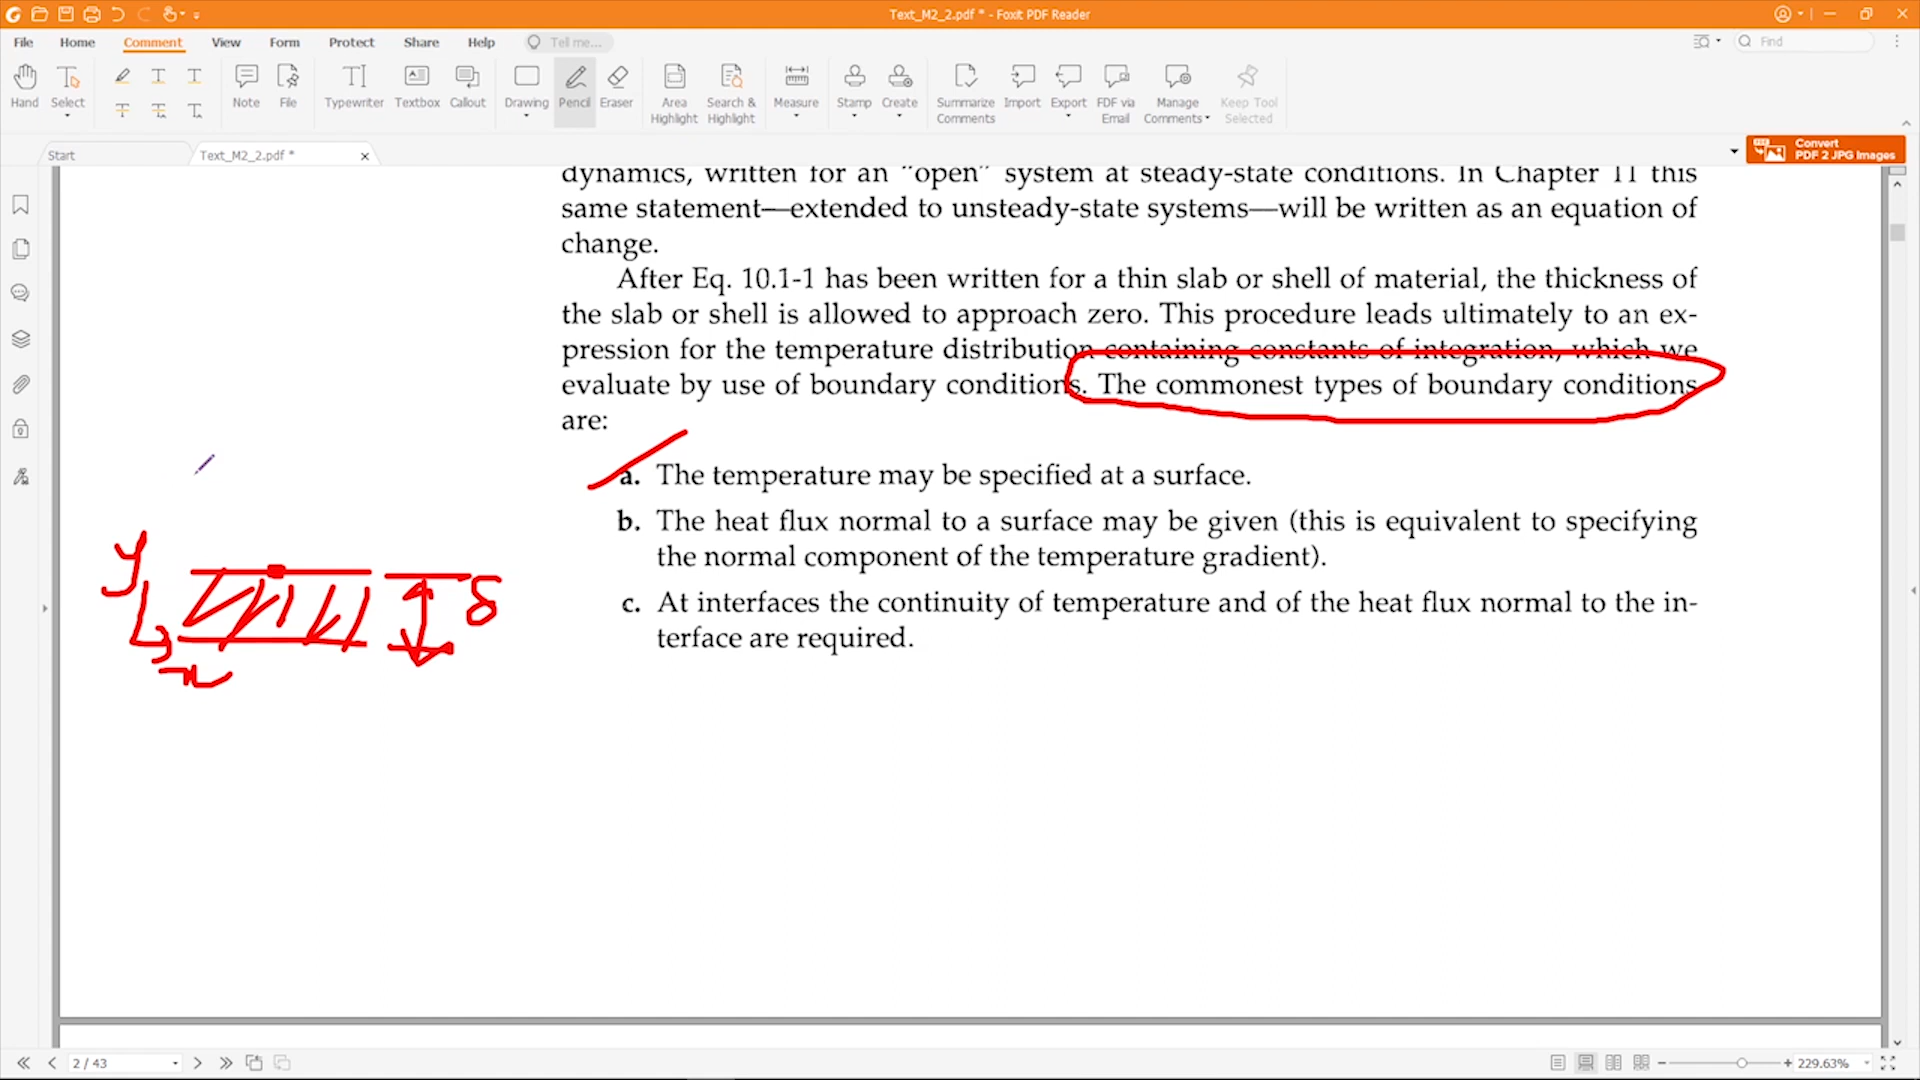 Text_M2_2.pdf * - Foxit PDF Reader
File Home Comment View Form Protect Share Help Tell me... Find
Hand Select Note File Typewriter Textbox Callout Drawing Pencil Eraser Area Highlight Search & Highlight Measure Stamp Create Summarize Comments Import Export FDF via Email Manage Comments Keep Tool Selected
Start Text_M2_2.pdf * Convert PDF 2 JPG Images
dynamics, written for an “open” system at steady-state conditions. In Chapter 11 this
same statement—extended to unsteady-state systems—will be written as an equation of
change.
After Eq. 10.1-1 has been written for a thin slab or shell of material, the thickness of
the slab or shell is allowed to approach zero. This procedure leads ultimately to an ex-
pression for the temperature distribution containing constants of integration, which we
evaluate by use of boundary conditions. The commonest types of boundary conditions
are:
a. The temperature may be specified at a surface.
b. The heat flux normal to a surface may be given (this is equivalent to specifying
the normal component of the temperature gradient).
c. At interfaces the continuity of temperature and of the heat flux normal to the in-
terface are required.
y
δ
x
2 / 43 229.63%